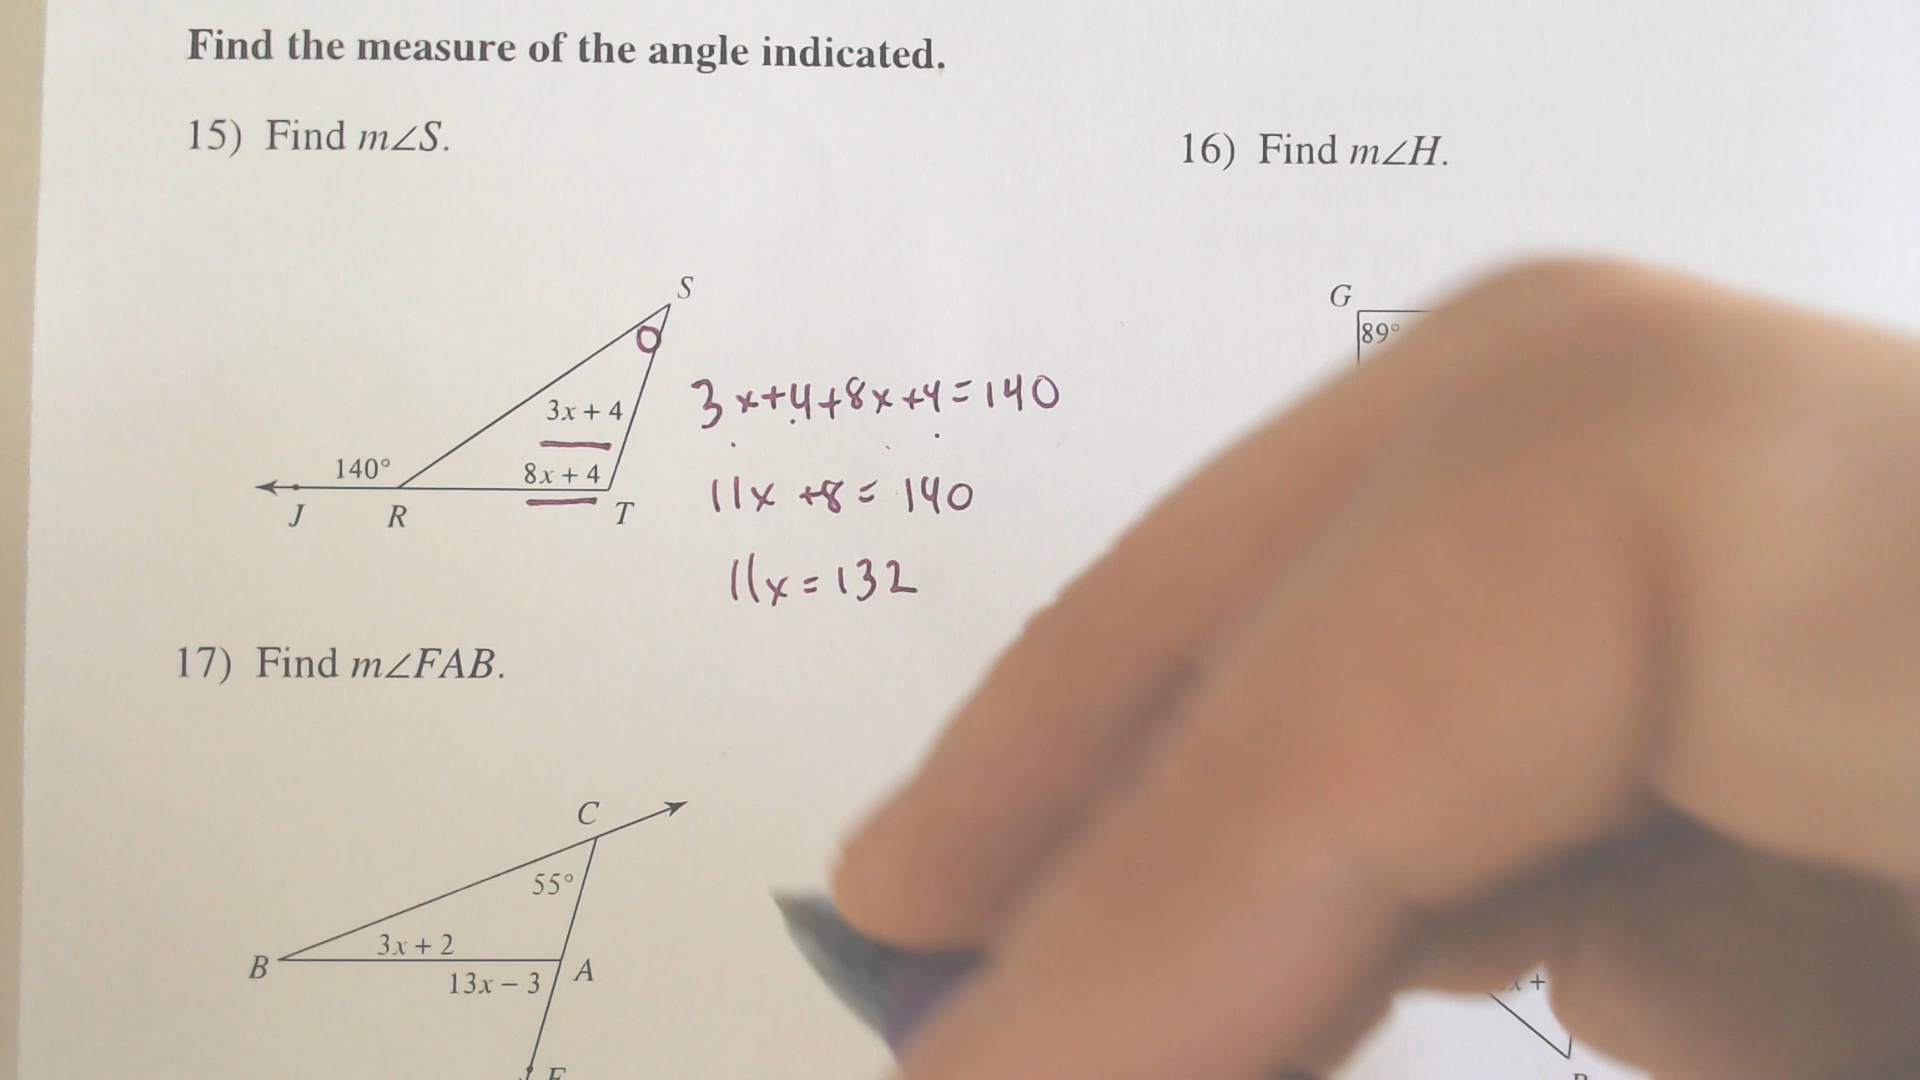 Find the measure of the angle indicated.
15) Find m∠S.
16) Find m∠H.
S
3x + 4
140°
8x + 4
J
R
T
3x+4+8x+4=140
11x+8=140
11x=132
G
89°
17) Find m∠FAB.
C
55°
3x + 2
B
13x − 3
A
F